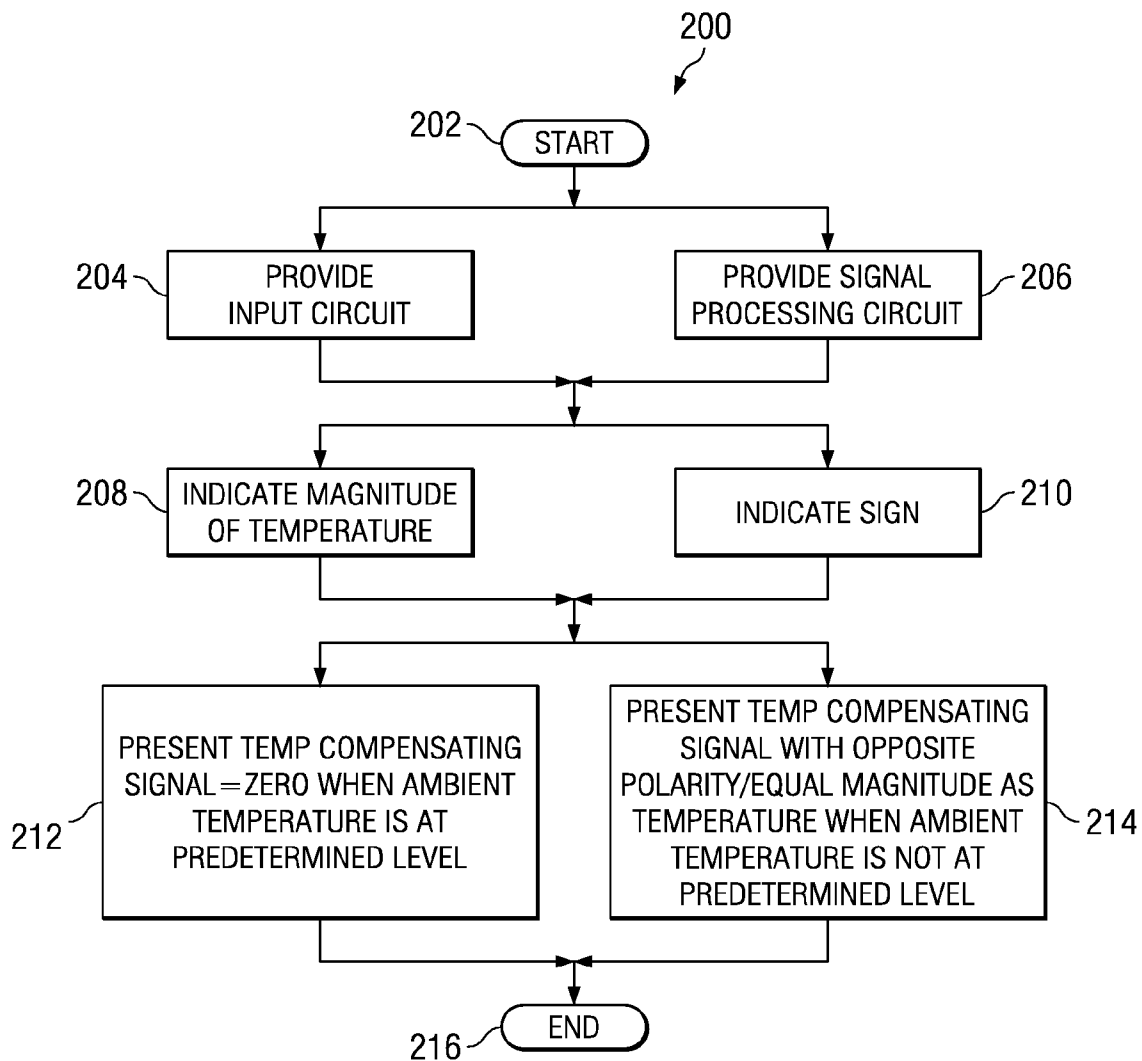 200
202
START
204
PROVIDE
INPUT CIRCUIT
PROVIDE SIGNAL
PROCESSING CIRCUIT
206
208
INDICATE MAGNITUDE
OF TEMPERATURE
INDICATE SIGN
210
212
PRESENT TEMP COMPENSATING
SIGNAL=ZERO WHEN AMBIENT
TEMPERATURE IS AT
PREDETERMINED LEVEL
PRESENT TEMP COMPENSATING
SIGNAL WITH OPPOSITE
POLARITY/EQUAL MAGNITUDE AS
TEMPERATURE WHEN AMBIENT
TEMPERATURE IS NOT AT
PREDETERMINED LEVEL
214
216
END